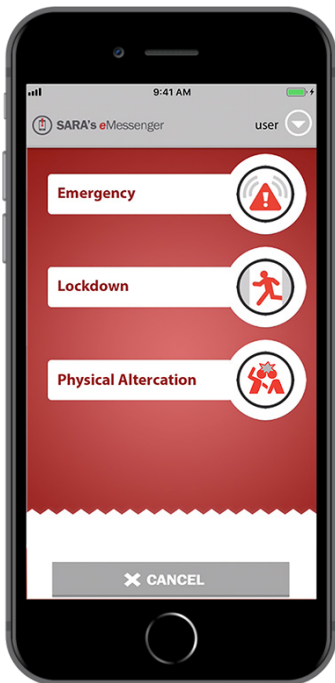 9:41 AM
SARA's eMessenger
user
Emergency
Lockdown
Physical Altercation
CANCEL